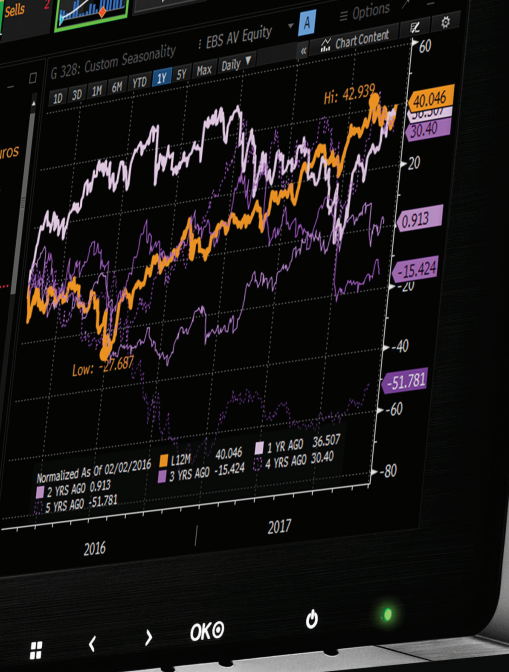 Sells 2
G 328: Custom Seasonality EBS AV Equity A Options
1D 3D 1M 6M YTD 1Y 5Y Max Daily ▼ « Chart Content
uros
Hi: 42.939
60
40.046
36.507
30.40
20
0.913
-15.424
-20
Low: -27.687
-40
-51.781
-60
-80
Normalized As Of 02/02/2016 L12M 40.046 1 YR AGO 36.507
2 YRS AGO 0.913 3 YRS AGO -15.424 4 YRS AGO 30.40
5 YRS AGO -51.781
2016 2017
OK